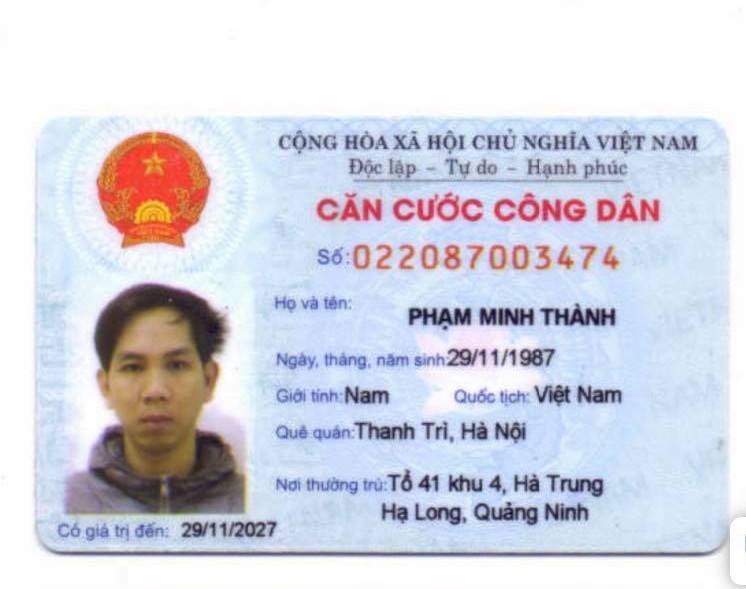 CỘNG HÒA XÃ HỘI CHỦ NGHĨA VIỆT NAM
Độc lập – Tự do – Hạnh phúc
CĂN CƯỚC CÔNG DÂN
Số: 022087003474
Họ và tên:
PHẠM MINH THÀNH
Ngày, tháng, năm sinh: 29/11/1987
Giới tính: Nam Quốc tịch: Việt Nam
Quê quán: Thanh Trì, Hà Nội
Nơi thường trú: Tổ 41 khu 4, Hà Trung
Hạ Long, Quảng Ninh
Có giá trị đến: 29/11/2027